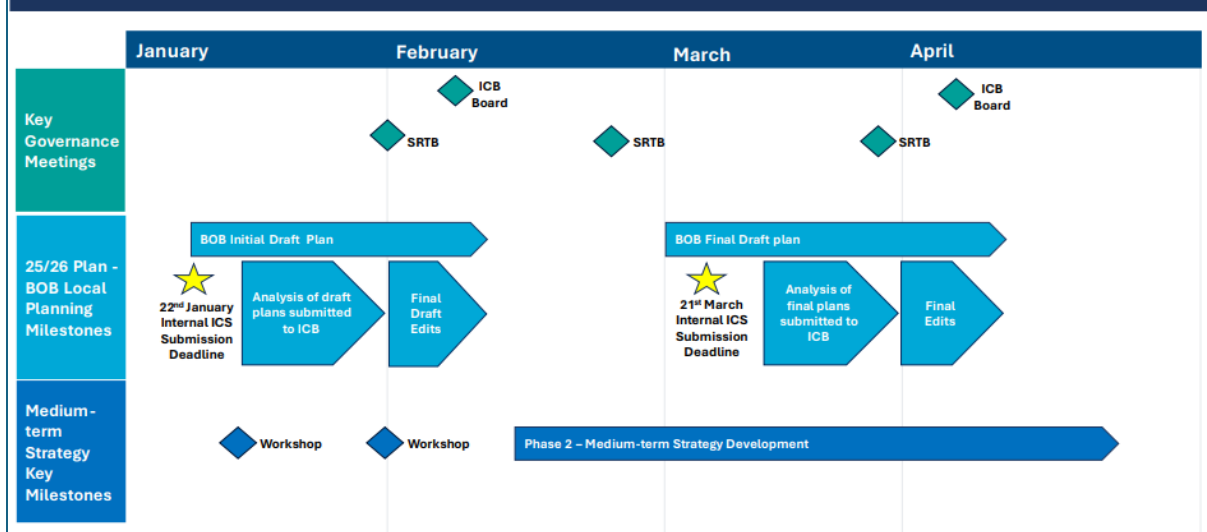 January
February
March
April
Key
Governance
Meetings
ICB
Board
SRTB
SRTB
ICB
Board
SRTB
25/26 Plan -
BOB Local
Planning
Milestones
BOB Initial Draft Plan
22nd January
Internal ICS
Submission
Deadline
Analysis of draft
plans submitted
to ICB
Final
Draft
Edits
BOB Final Draft plan
21st March
Internal ICS
Submission
Deadline
Analysis of
final plans
submitted to
ICB
Final
Edits
Medium-
term
Strategy
Key
Milestones
Workshop
Workshop
Phase 2 – Medium-term Strategy Development